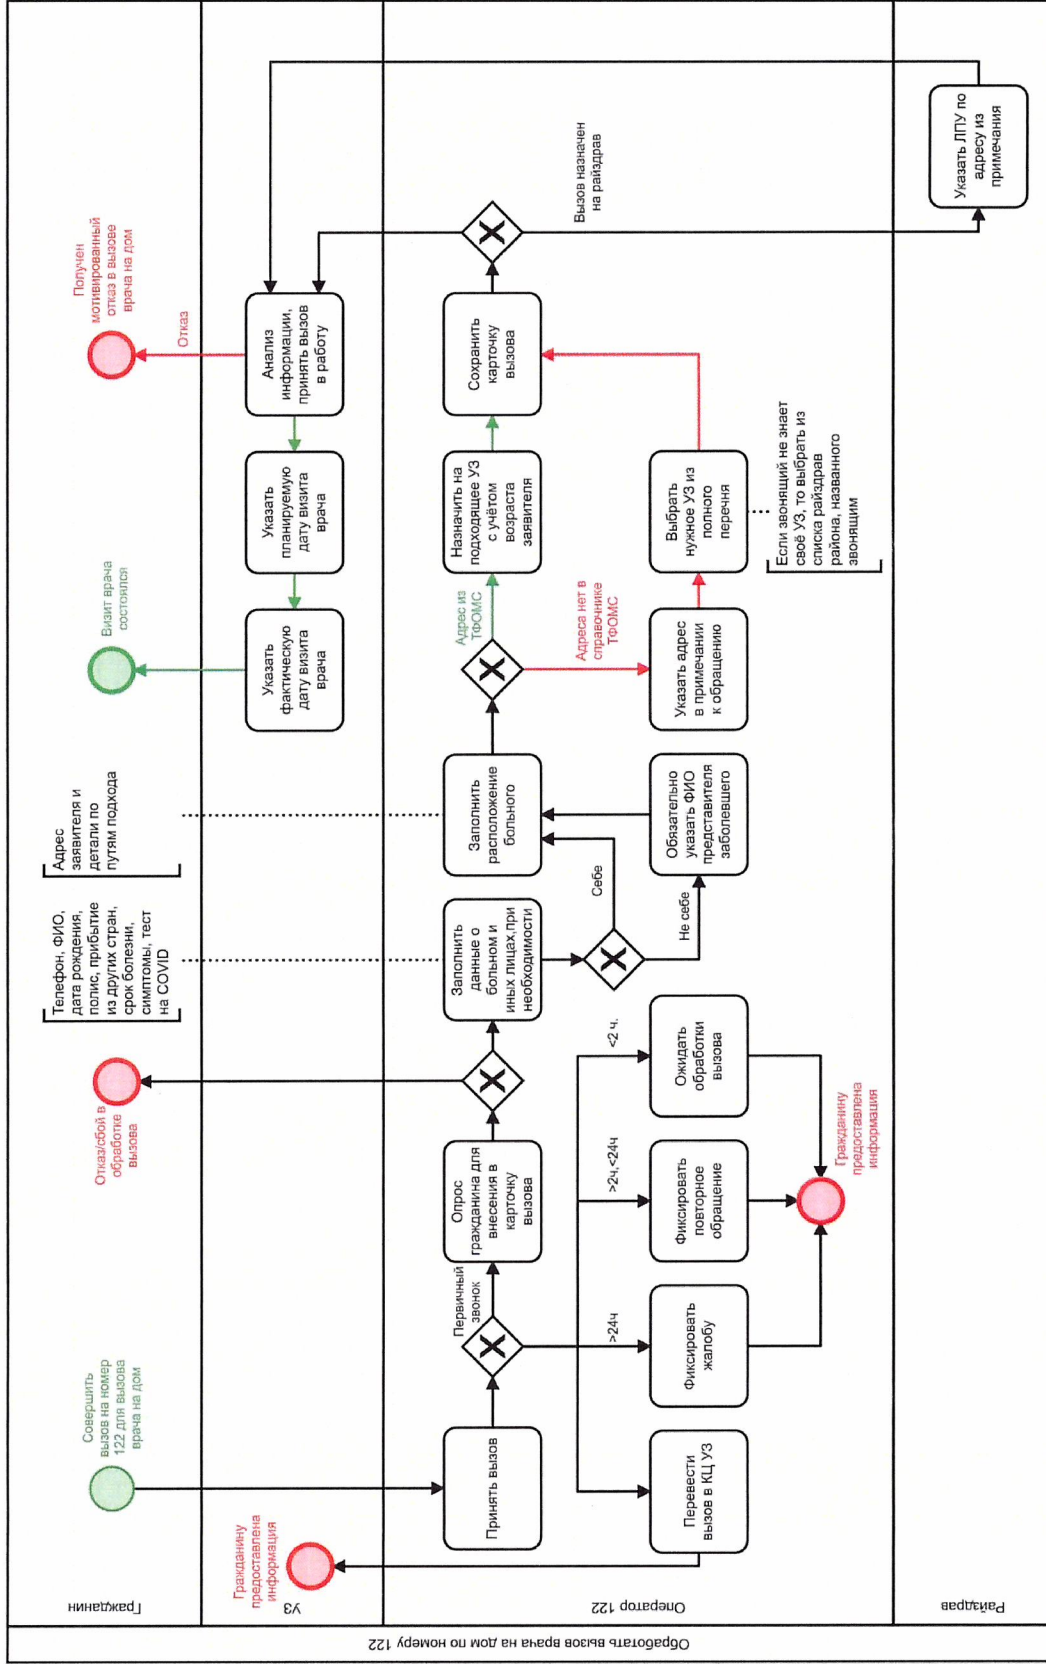 Обработать вызов врача на дом по номеру 122
Гражданин
Совершить
вызов на номер
122 для вызова
врача на дом
Отказ/сбой в
обработке
вызова
Телефон, ФИО,
дата рождения,
полис, прибытие
из других стран,
срок болезни,
симптомы, тест
на COVID
Адрес
заявителя и
детали по
путям подхода
Визит врача
состоялся
Получен
мотивированный
отказ в вызове
врача на дом
УЗ
Гражданину
предоставлена
информация
Указать
фактическую
дату визита
врача
Указать
планируемую
дату визита
врача
Анализ
информации,
принять вызов
в работу
Отказ
Оператор 122
Принять вызов
Первичный
звонок
Опрос
гражданина для
внесения в
карточку
вызова
Заполнить
данные о
больном и
иных лицах,при
необходимости
Себе
Не себе
Заполнить
расположение
больного
Обязательно
указать ФИО
представителя
заболевшего
Адрес из
ТФОМС
Адреса нет в
справочнике
ТФОМС
Назначить на
подходящее УЗ
с учётом
возраста
заявителя
Сохранить
карточку
вызова
Указать адрес
в примечании
к обращению
Выбрать
нужное УЗ из
полного
перечня
Если звонящий не знает
своё УЗ, то выбрать из
списка райздрав
района, названного
звонящим
Вызов назначен
на райздрав
>24ч
>2ч,<24ч
<2 ч.
Перевести
вызов в КЦ УЗ
Фиксировать
жалобу
Фиксировать
повторное
обращение
Ожидать
обработки
вызова
Гражданину
предоставлена
информация
Райздрав
Указать ЛПУ по
адресу из
примечания